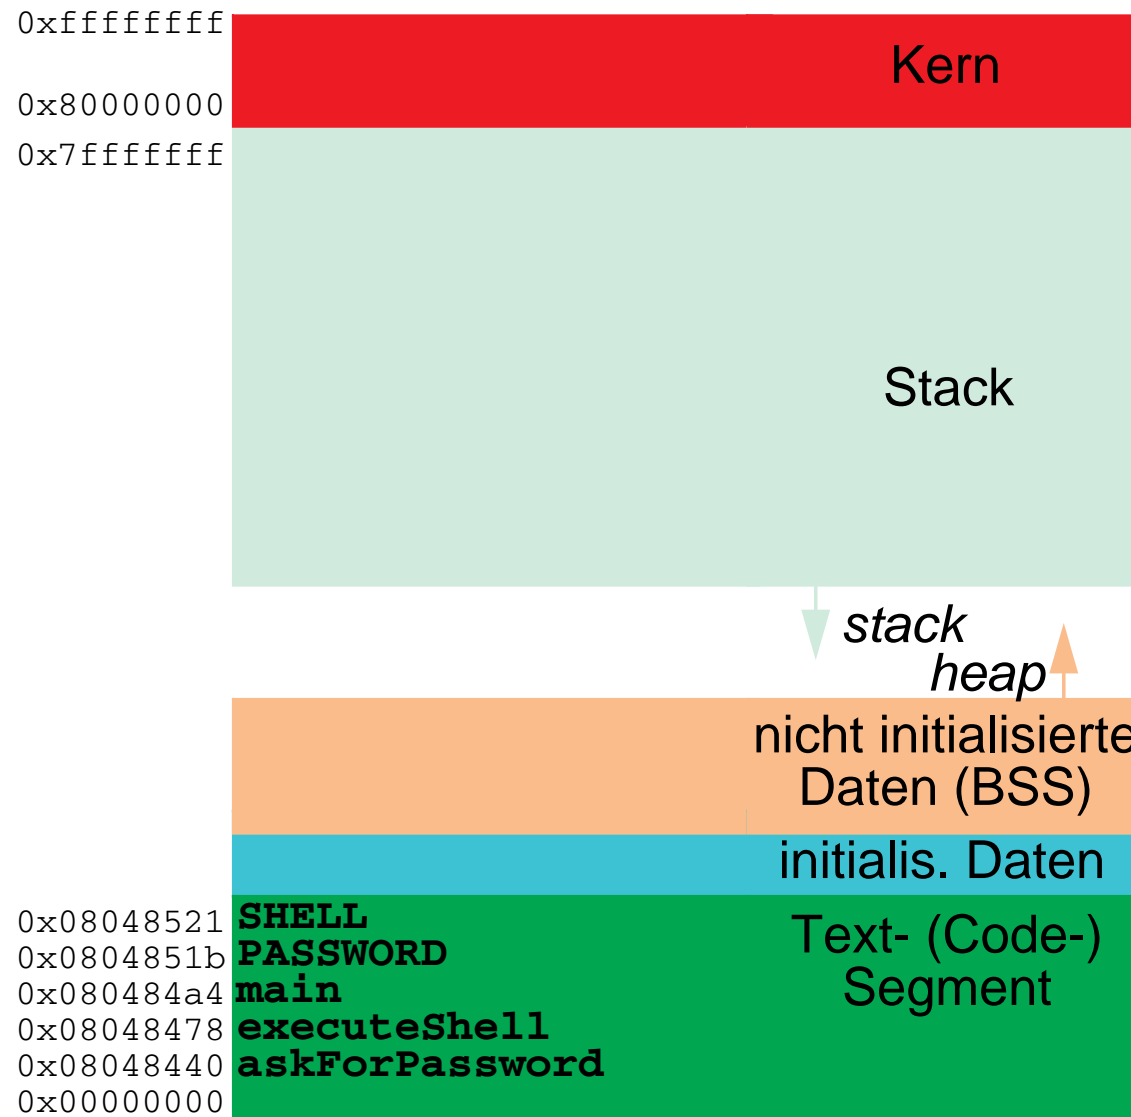 0xffffffff
Kern
0x80000000
0x7fffffff
Stack
stack
heap
nicht initialisierte
Daten (BSS)
initialis. Daten
0x08048521 SHELL
Text- (Code-)
0x0804851b PASSWORD
Segment
0x080484a4 main
0x08048478 executeShell
0x08048440 askForPassword
0x00000000